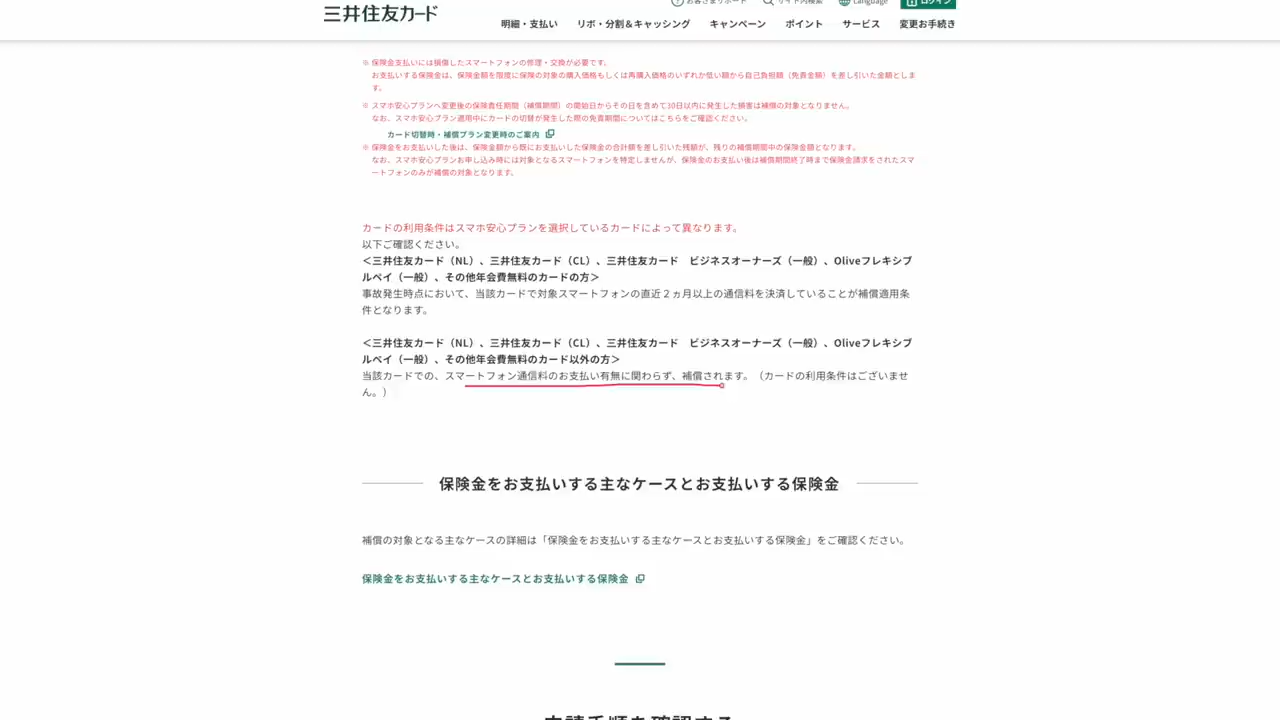 三井住友カード
お客さまサポート
サイト内検索
Language
ログイン
明細・支払い
リボ・分割＆キャッシング
キャンペーン
ポイント
サービス
変更お手続き
※ 保険金支払いには損傷したスマートフォンの修理・交換が必要です。
お支払いする保険金は、保険金額を限度に保険の対象の購入価格もしくは再購入価格のいずれか低い額から自己負担額（免責金額）を差し引いた金額としま
す。
※ スマホ安心プランへ変更後の保険責任期間（補償期間）の開始日からその日を含めて30日以内に発生した損害は補償の対象となりません。
なお、スマホ安心プラン適用中にカードの切替が発生した際の免責期間についてはこちらをご確認ください。
カード切替時・補償プラン変更時のご案内
※ 保険金をお支払いした後は、保険金額から既にお支払いした保険金の合計額を差し引いた残額が、残りの補償期間中の保険金額となります。
なお、スマホ安心プランお申し込み時には対象となるスマートフォンを特定しませんが、保険金のお支払い後は補償期間終了時まで保険金請求をされたスマ
ートフォンのみが補償の対象となります。
カードの利用条件はスマホ安心プランを選択しているカードによって異なります。
以下ご確認ください。
＜三井住友カード（NL）、三井住友カード（CL）、三井住友カード　ビジネスオーナーズ（一般）、Oliveフレキシブ
ルペイ（一般）、その他年会費無料のカードの方＞
事故発生時点において、当該カードで対象スマートフォンの直近２ヵ月以上の通信料を決済していることが補償適用条
件となります。
＜三井住友カード（NL）、三井住友カード（CL）、三井住友カード　ビジネスオーナーズ（一般）、Oliveフレキシブ
ルペイ（一般）、その他年会費無料のカード以外の方＞
当該カードでの、スマートフォン通信料のお支払い有無に関わらず、補償されます。（カードの利用条件はございませ
ん。）
保険金をお支払いする主なケースとお支払いする保険金
補償の対象となる主なケースの詳細は「保険金をお支払いする主なケースとお支払いする保険金」をご確認ください。
保険金をお支払いする主なケースとお支払いする保険金
申請手順を確認する